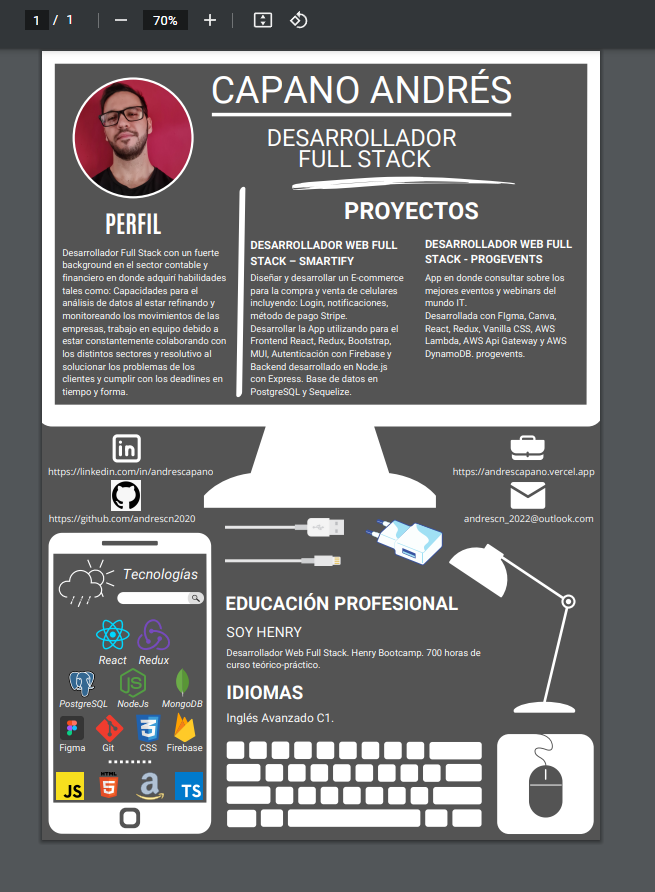 1 / 1
70%
CAPANO ANDRÉS
DESARROLLADOR
FULL STACK
PERFIL
Desarrollador Full Stack con un fuerte
background en el sector contable y
financiero en donde adquirí habilidades
tales como: Capacidades para el
análisis de datos al estar refinando y
monitoreando los movimientos de las
empresas, trabajo en equipo debido a
estar constantemente colaborando con
los distintos sectores y resolutivo al
solucionar los problemas de los
clientes y cumplir con los deadlines en
tiempo y forma.
PROYECTOS
DESARROLLADOR WEB FULL
STACK – SMARTIFY
Diseñar y desarrollar un E-commerce
para la compra y venta de celulares
incluyendo: Login, notificaciones,
método de pago Stripe.
Desarrollar la App utilizando para el
Frontend React, Redux, Bootstrap,
MUI, Autenticación con Firebase y
Backend desarrollado en Node.js
con Express. Base de datos en
PostgreSQL y Sequelize.
DESARROLLADOR WEB FULL
STACK - PROGEVENTS
App en donde consultar sobre los
mejores eventos y webinars del
mundo IT.
Desarrollada con FIgma, Canva,
React, Redux, Vanilla CSS, AWS
Lambda, AWS Api Gateway y AWS
DynamoDB. progevents.
in
https://linkedin.com/in/andrescapano
https://github.com/andrescn2020
https://andrescapano.vercel.app
andrescn_2022@outlook.com
Tecnologías
React
Redux
PostgreSQL
NodeJs
MongoDB
Figma
Git
CSS
Firebase
JS
HTML
5
a
TS
EDUCACIÓN PROFESIONAL
SOY HENRY
Desarrollador Web Full Stack. Henry Bootcamp. 700 horas de
curso teórico-práctico.
IDIOMAS
Inglés Avanzado C1.